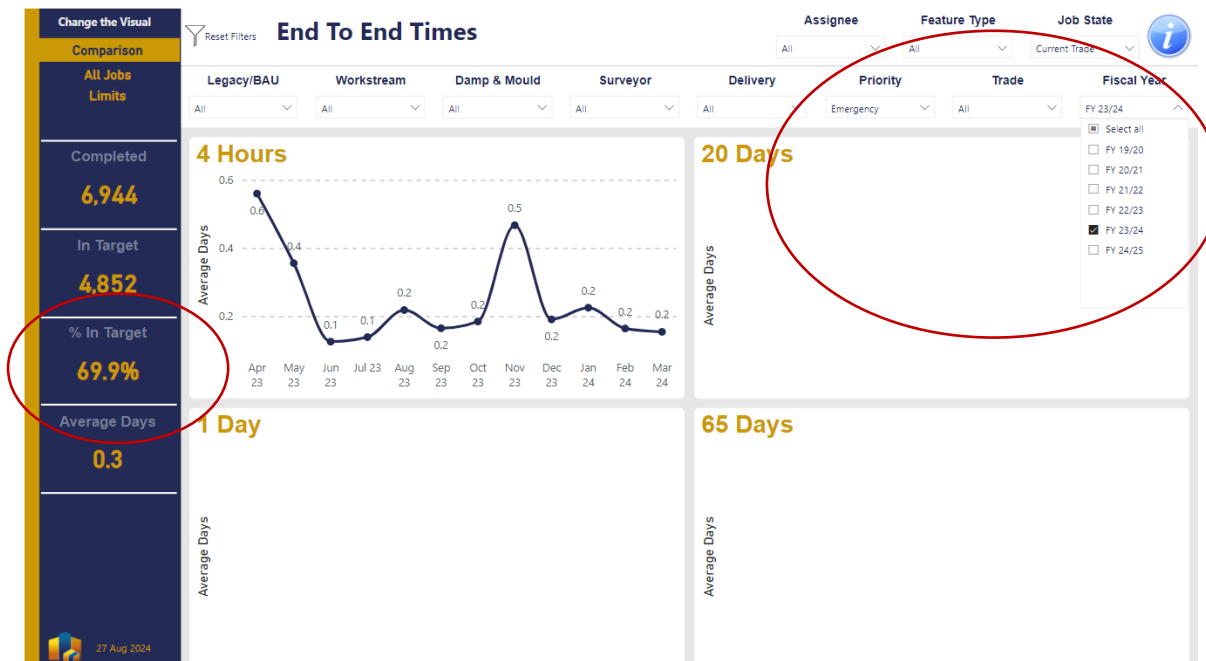 Change the Visual
Comparison
All Jobs
Limits
Completed
6,944
In Target
4,852
% In Target
69.9%
Average Days
0.3
27 Aug 2024
Reset Filters
End To End Times
Assignee
All
Feature Type
All
Job State
Current Trade
i
Legacy/BAU
All
Workstream
All
Damp & Mould
All
Surveyor
All
Delivery
All
Priority
Emergency
Trade
All
Fiscal Year
FY 23/24
Select all
FY 19/20
FY 20/21
FY 21/22
FY 22/23
FY 23/24
FY 24/25
4 Hours
Average Days
0.6
0.4
0.2
0.6
0.4
0.1
0.1
0.2
0.2
0.2
0.5
0.2
0.2
0.2
0.2
Apr 23
May 23
Jun 23
Jul 23
Aug 23
Sep 23
Oct 23
Nov 23
Dec 23
Jan 24
Feb 24
Mar 24
20 Days
Average Days
1 Day
Average Days
65 Days
Average Days